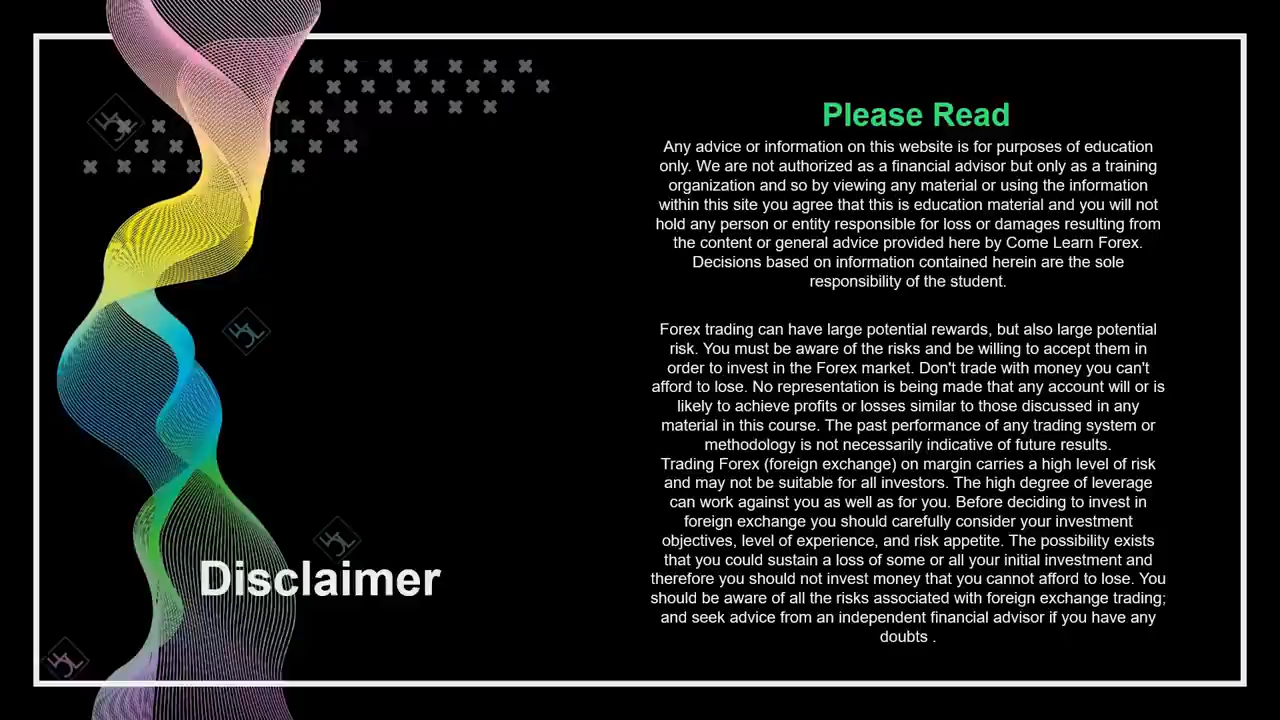 Please Read
Any advice or information on this website is for purposes of education
only. We are not authorized as a financial advisor but only as a training
organization and so by viewing any material or using the information
within this site you agree that this is education material and you will not
hold any person or entity responsible for loss or damages resulting from
the content or general advice provided here by Come Learn Forex.
Decisions based on information contained herein are the sole
responsibility of the student.
Forex trading can have large potential rewards, but also large potential
risk. You must be aware of the risks and be willing to accept them in
order to invest in the Forex market. Don't trade with money you can't
afford to lose. No representation is being made that any account will or is
likely to achieve profits or losses similar to those discussed in any
material in this course. The past performance of any trading system or
methodology is not necessarily indicative of future results.
Trading Forex (foreign exchange) on margin carries a high level of risk
and may not be suitable for all investors. The high degree of leverage
can work against you as well as for you. Before deciding to invest in
foreign exchange you should carefully consider your investment
objectives, level of experience, and risk appetite. The possibility exists
that you could sustain a loss of some or all your initial investment and
therefore you should not invest money that you cannot afford to lose. You
should be aware of all the risks associated with foreign exchange trading;
and seek advice from an independent financial advisor if you have any
doubts .
Disclaimer